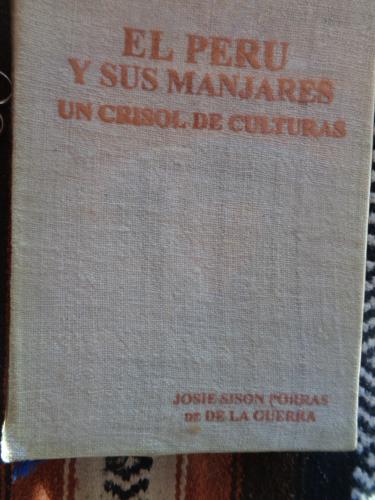 EL PERU
Y SUS MANJARES
UN CRISOL DE CULTURAS
JOSIE SISON PORRAS
DE DE LA GUERRA